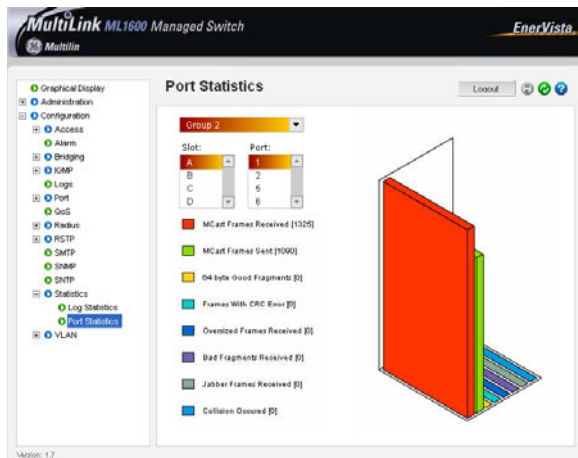 MultiLink ML1600 Managed Switch
EnerVista
Multilin
Graphical Display
Administration
Configuration
Access
Alarm
Bridging
IGMP
Logs
Port
QoS
Radius
RSTP
SMTP
SNMP
SNTP
Statistics
Log Statistics
Port Statistics
VLAN
Port Statistics
Logout
Group 2
Slot: Port:
A 1
B 2
C 5
D 6
MCast Frames Received [1325]
MCast Frames Sent [1090]
64 byte Good Fragments [0]
Frames With CRC Error [0]
Oversized Frames Received [0]
Bad Fragments Received [0]
Jabber Frames Received [0]
Collision Occured [0]
Version: 1.7